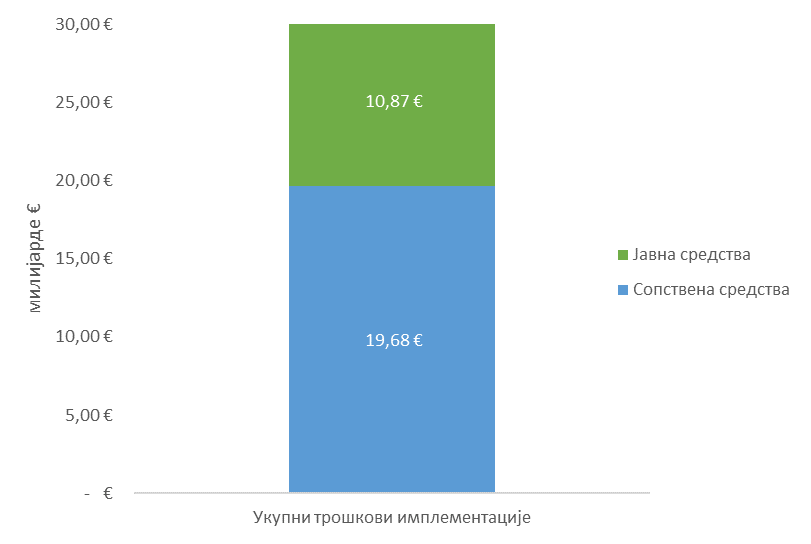 30,00 €
25,00 €
20,00 €
15,00 €
10,00 €
5,00 €
- €
милијарде €
10,87 €
19,68 €
Укупни трошкови имплементације
Јавна средства
Сопствена средства